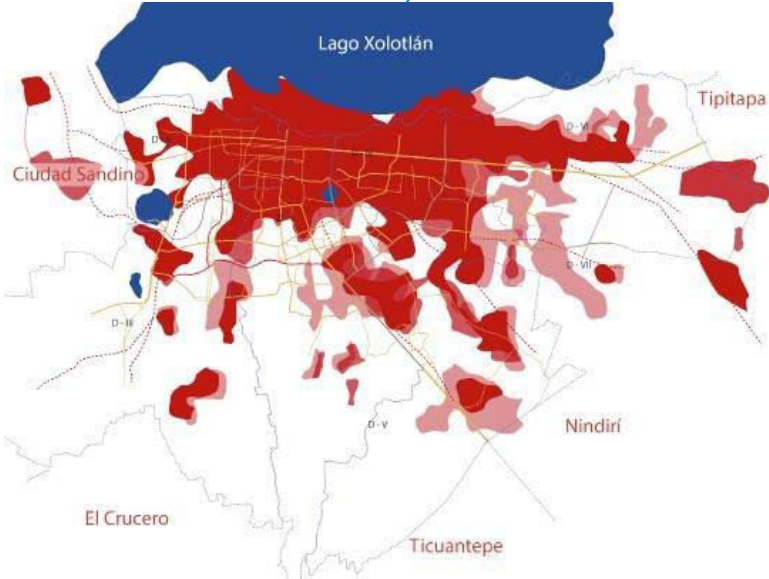 Lago Xolotlán
Tipitapa
D - VI
Ciudad Sandino
D - VII
D - III
D - V
Nindirí
El Crucero
Ticuantepe